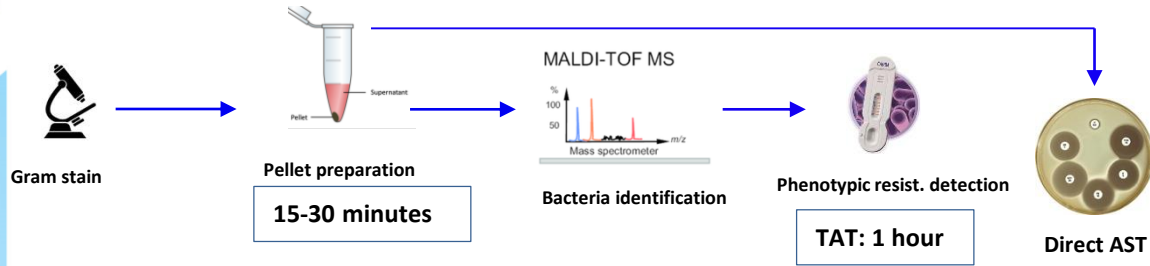 Supernatant
Pellet
Gram stain
Pellet preparation
15-30 minutes
MALDI-TOF MS
%
100
50
m/z
Mass spectrometer
Bacteria identification
Phenotypic resist. detection
TAT: 1 hour
Direct AST